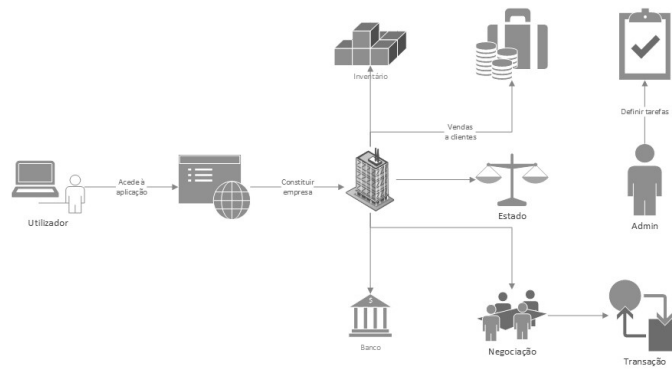 Inventário
Vendas
a clientes
Definir tarefas
Acede à
aplicação
Constituir
empresa
Utilizador
Estado
Admin
$
Banco
Negociação
Transação